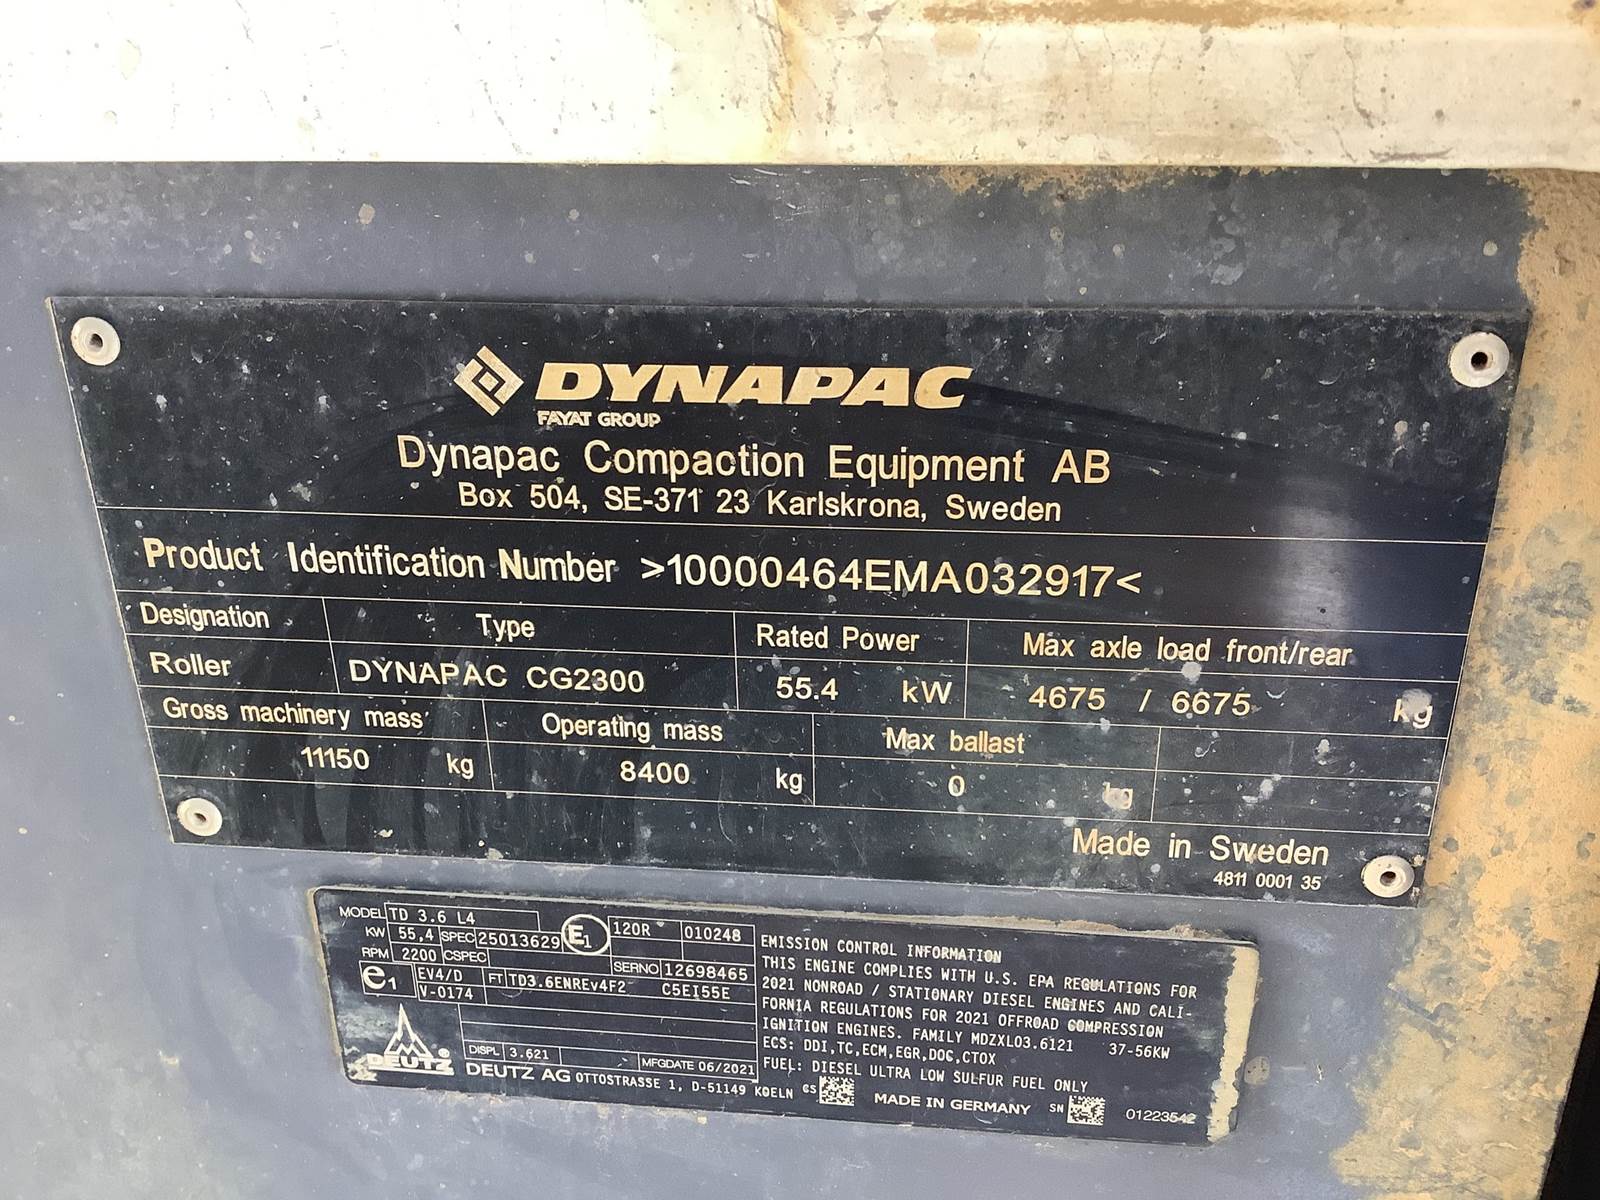 DYNAPAC
FAYAT GROUP
Dynapac Compaction Equipment AB
Box 504, SE-371 23 Karlskrona, Sweden
Product Identification Number >10000464EMA032917<
Designation Type Rated Power Max axle load front/rear
Roller DYNAPAC CG2300 55.4 kW 4675 / 6675 kg
Gross machinery mass Operating mass Max ballast
11150 kg 8400 kg 0 kg
Made in Sweden
4811 0001 35
MODEL TD 3.6 L4
KW 55,4 SPEC 25013629 E1 120R 010248
RPM 2200 CSPEC SERNO 12698465
e1 EV4/D FT TD3.6ENREv4F2 C5E155E
V-0174
DEUTZ®
DISPL 3.621 MFGDATE 06/2021
DEUTZ AG OTTOSTRASSE 1, D-51149 KOELN CS
EMISSION CONTROL INFORMATION
THIS ENGINE COMPLIES WITH U.S. EPA REGULATIONS FOR
2021 NONROAD / STATIONARY DIESEL ENGINES AND CALI-
FORNIA REGULATIONS FOR 2021 OFFROAD COMPRESSION
IGNITION ENGINES. FAMILY MDZXL03.6121 37-56KW
ECS: DDI,TC,ECM,EGR,DOC,CTOX
FUEL: DIESEL ULTRA LOW SULFUR FUEL ONLY
MADE IN GERMANY SN 01223542